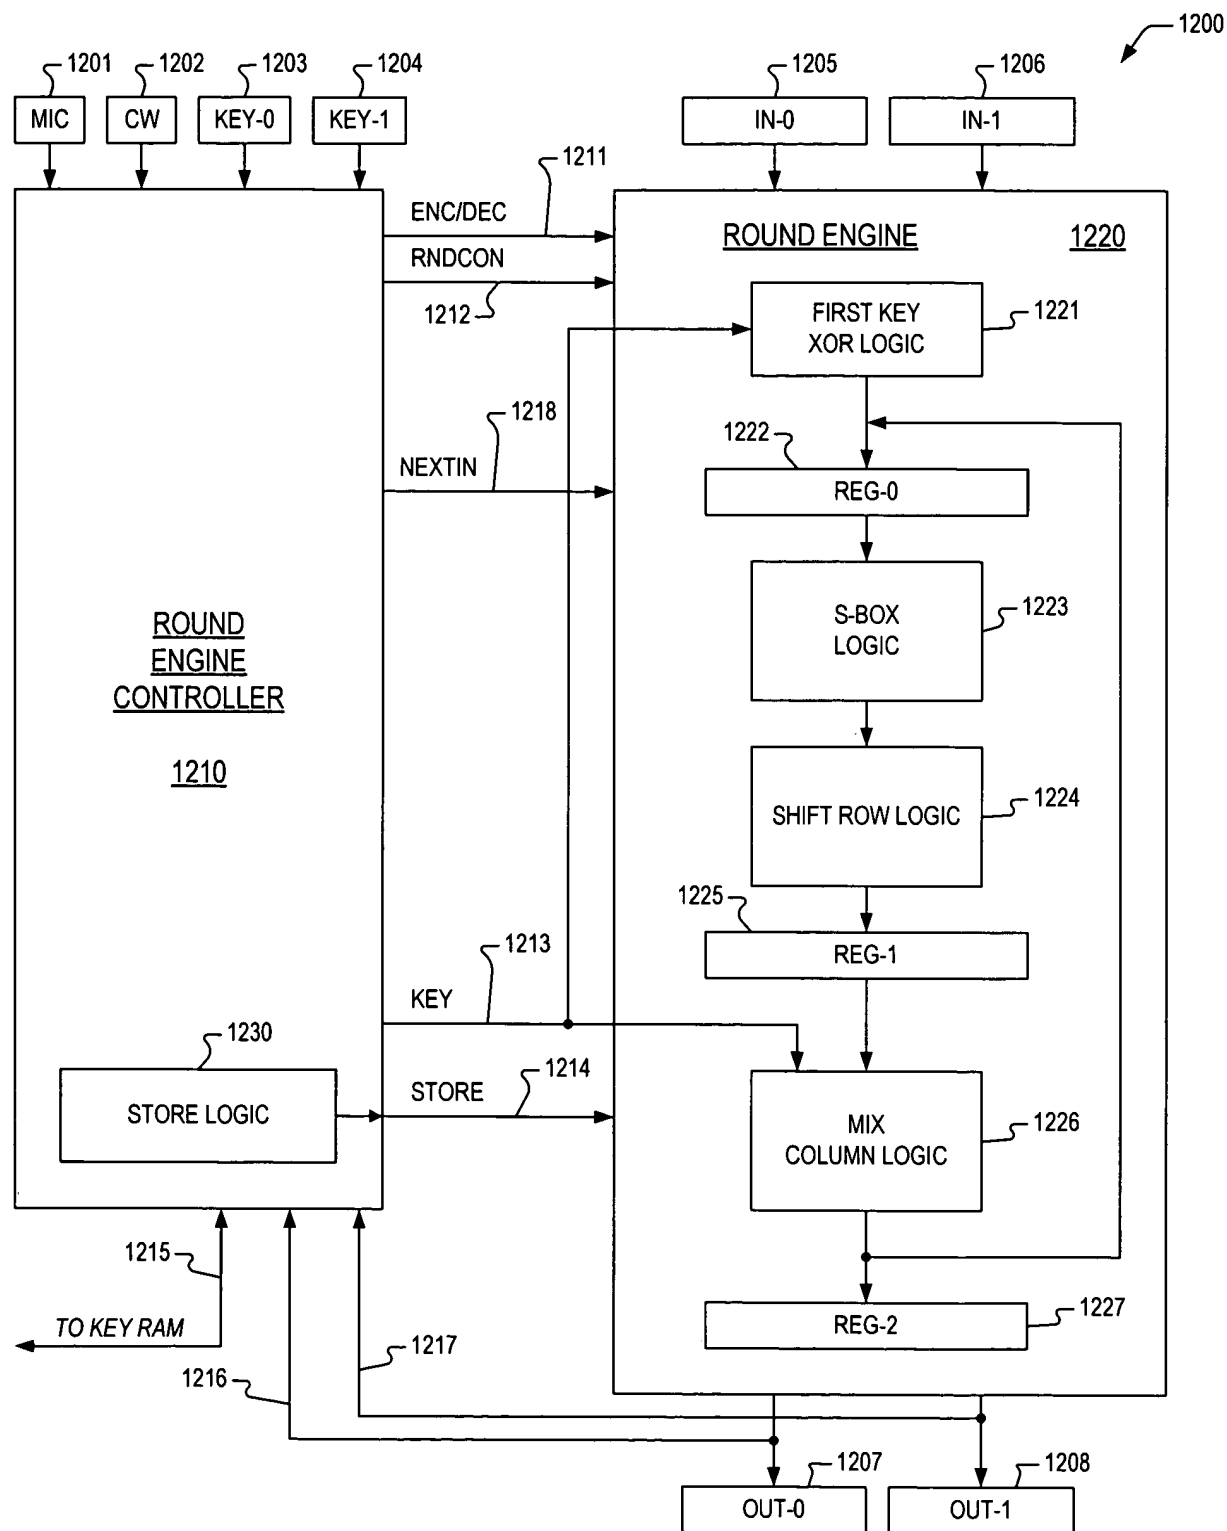 1200
1201 1202 1203 1204 1205 1206
MIC CW KEY-0 KEY-1 IN-0 IN-1
1211
ENC/DEC
ROUND ENGINE 1220
RNDCON
1212
FIRST KEY
XOR LOGIC
1221
1218
NEXTIN
1222
REG-0
S-BOX
LOGIC
1223
ROUND
ENGINE
CONTROLLER
1210
SHIFT ROW LOGIC
1224
1225
REG-1
1213
KEY
1230
STORE LOGIC
1214
STORE
MIX
COLUMN LOGIC
1226
1215
TO KEY RAM
1217
1216
REG-2
1227
1207 1208
OUT-0 OUT-1